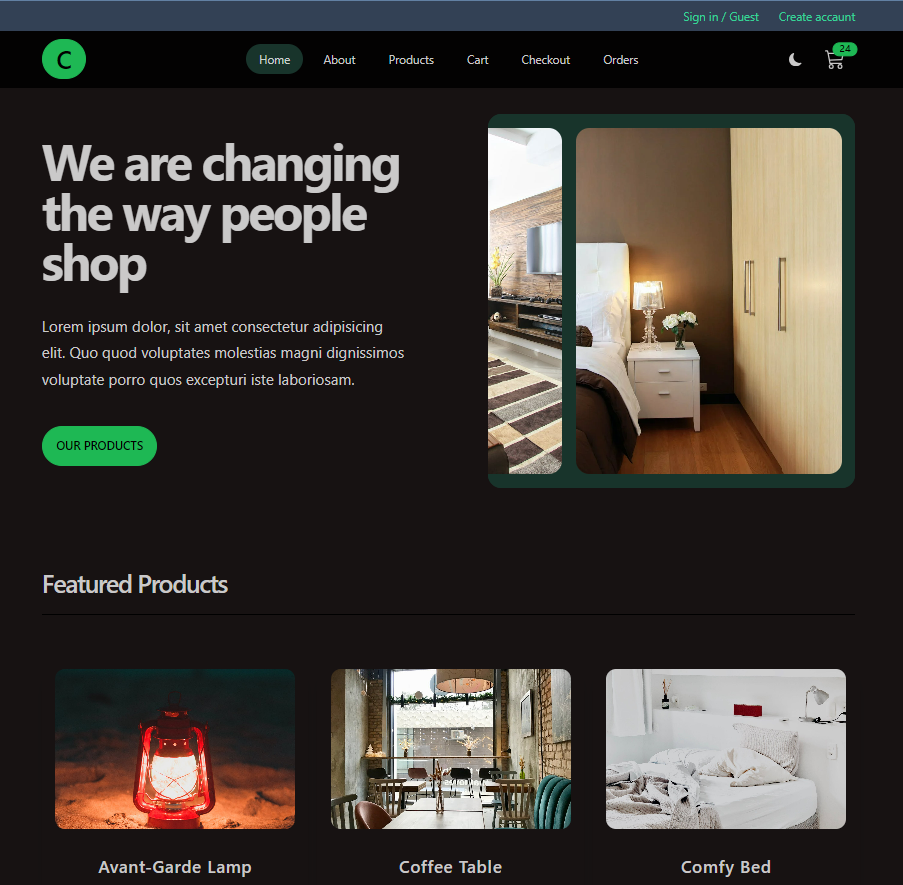 Sign in / Guest Create accaunt
C Home About Products Cart Checkout Orders 24
We are changing
the way people
shop
Lorem ipsum dolor, sit amet consectetur adipisicing
elit. Quo quod voluptates molestias magni dignissimos
voluptate porro quos excepturi iste laboriosam.
OUR PRODUCTS
Featured Products
Avant-Garde Lamp Coffee Table Comfy Bed